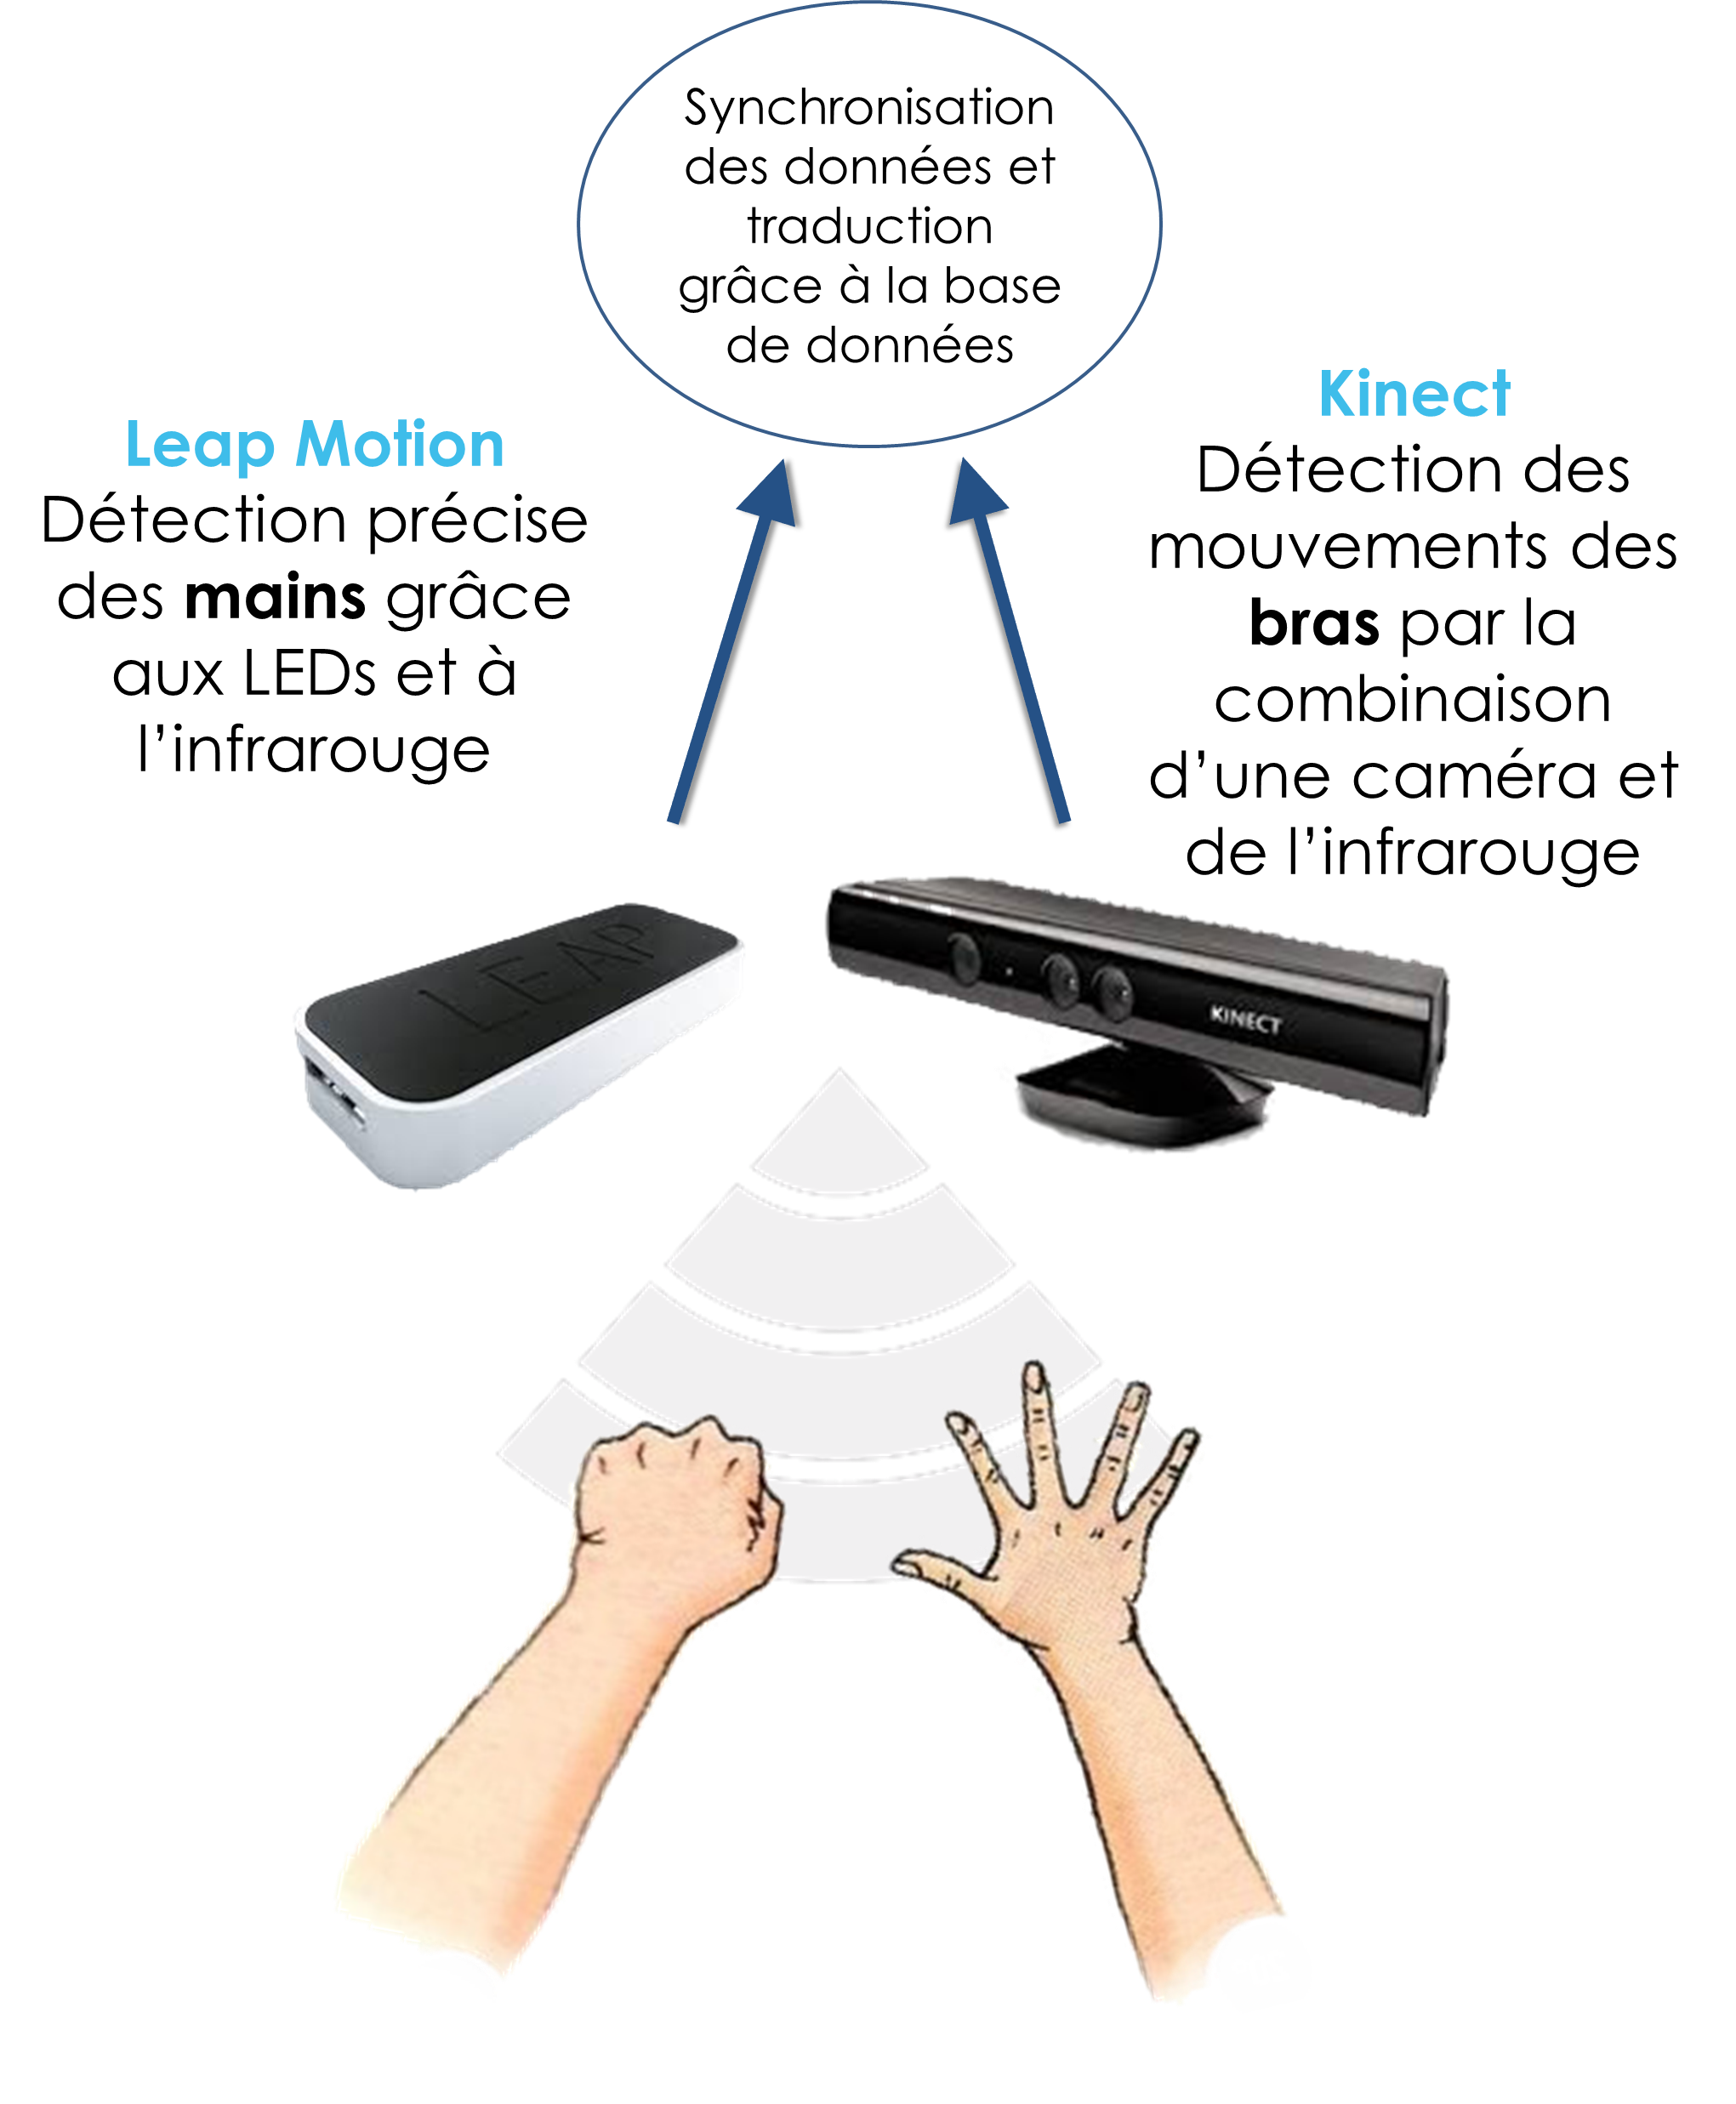 Synchronisation
des données et
traduction
grâce à la base
de données
Leap Motion
Détection précise
des mains grâce
aux LEDs et à
l’infrarouge
Kinect
Détection des
mouvements des
bras par la
combinaison
d’une caméra et
de l’infrarouge
LEAP
KINECT